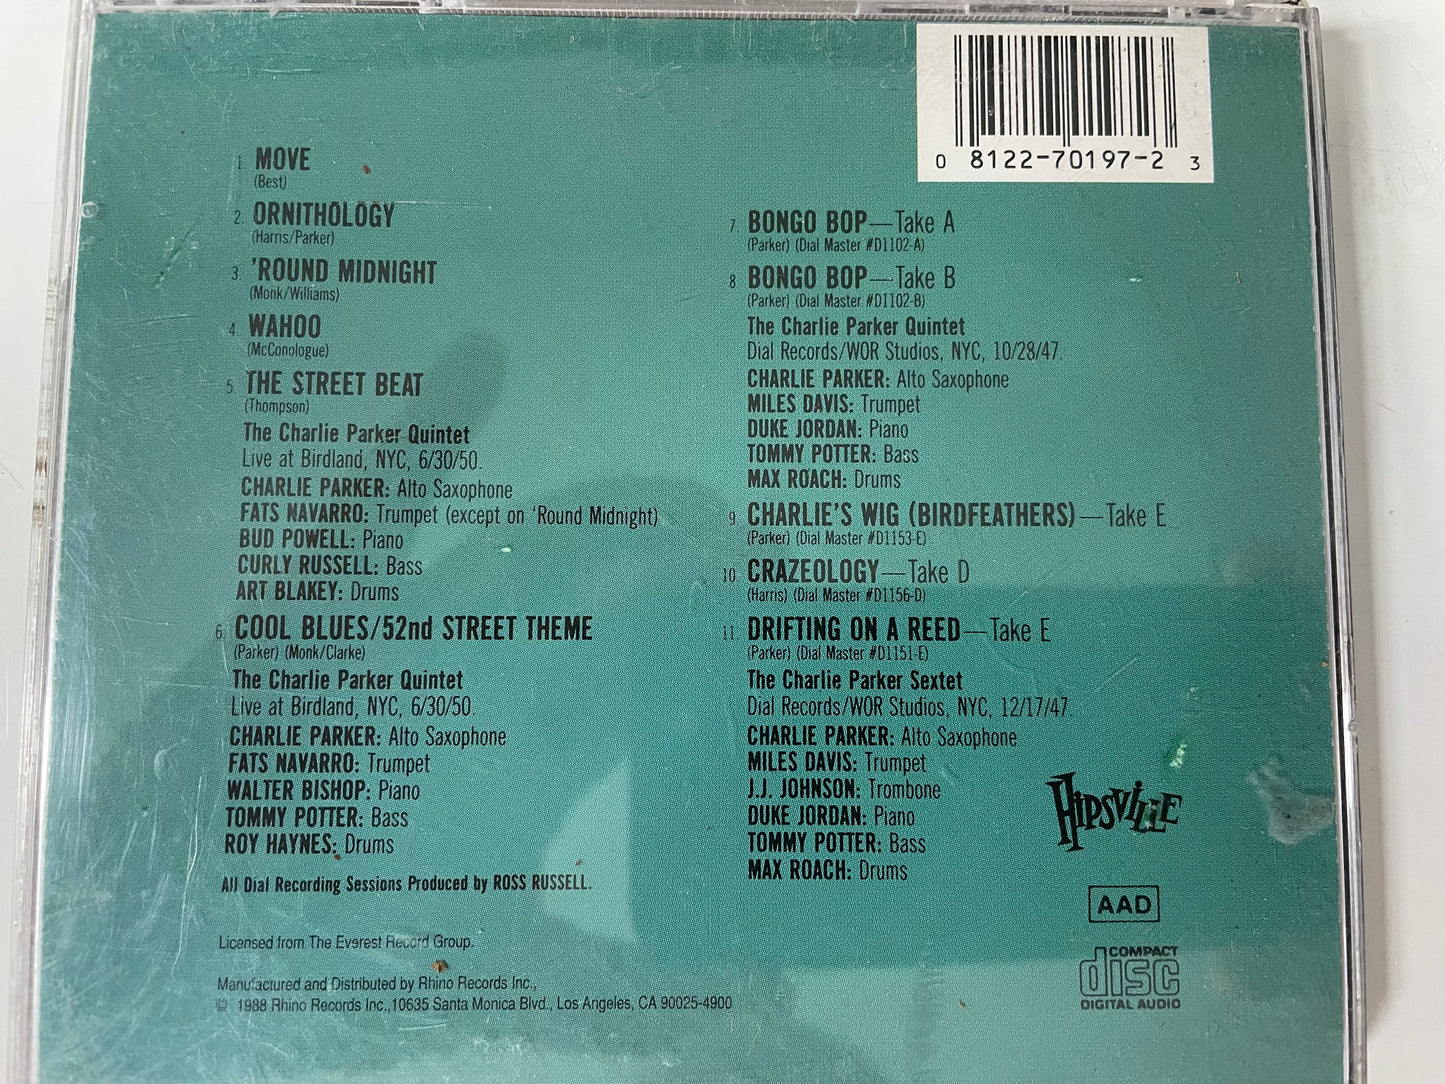 0 81227-0197-2 3
1. MOVE
(Best)
2. ORNITHOLOGY
(Harris/Parker)
3. 'ROUND MIDNIGHT
(Monk/Williams)
4. WAHOO
(McConologue)
5. THE STREET BEAT
(Thompson)
The Charlie Parker Quintet
Live at Birdland, NYC, 6/30/50.
CHARLIE PARKER: Alto Saxophone
FATS NAVARRO: Trumpet (except on 'Round Midnight)
BUD POWELL: Piano
CURLY RUSSELL: Bass
ART BLAKEY: Drums
6. COOL BLUES/52nd STREET THEME
(Parker) (Monk/Clarke)
The Charlie Parker Quintet
Live at Birdland, NYC, 6/30/50.
CHARLIE PARKER: Alto Saxophone
FATS NAVARRO: Trumpet
WALTER BISHOP: Piano
TOMMY POTTER: Bass
ROY HAYNES: Drums
All Dial Recording Sessions Produced by ROSS RUSSELL.
Licensed from The Everest Record Group.
Manufactured and Distributed by Rhino Records Inc.,
© 1988 Rhino Records Inc.,10635 Santa Monica Blvd., Los Angeles, CA 90025-4900
7. BONGO BOP—Take A
(Parker) (Dial Master #D1102-A)
8. BONGO BOP—Take B
(Parker) (Dial Master #D1102-B)
The Charlie Parker Quintet
Dial Records/WOR Studios, NYC, 10/28/47.
CHARLIE PARKER: Alto Saxophone
MILES DAVIS: Trumpet
DUKE JORDAN: Piano
TOMMY POTTER: Bass
MAX ROACH: Drums
9. CHARLIE'S WIG (BIRDFEATHERS)—Take E
(Parker) (Dial Master #D1153-E)
10. CRAZEOLOGY—Take D
(Harris) (Dial Master #D1156-D)
11. DRIFTING ON A REED—Take E
(Parker) (Dial Master #D1151-E)
The Charlie Parker Sextet
Dial Records/WOR Studios, NYC, 12/17/47.
CHARLIE PARKER: Alto Saxophone
MILES DAVIS: Trumpet
J.J. JOHNSON: Trombone
DUKE JORDAN: Piano
TOMMY POTTER: Bass
MAX ROACH: Drums
HIPSVILLE
AAD
COMPACT
disc
DIGITAL AUDIO